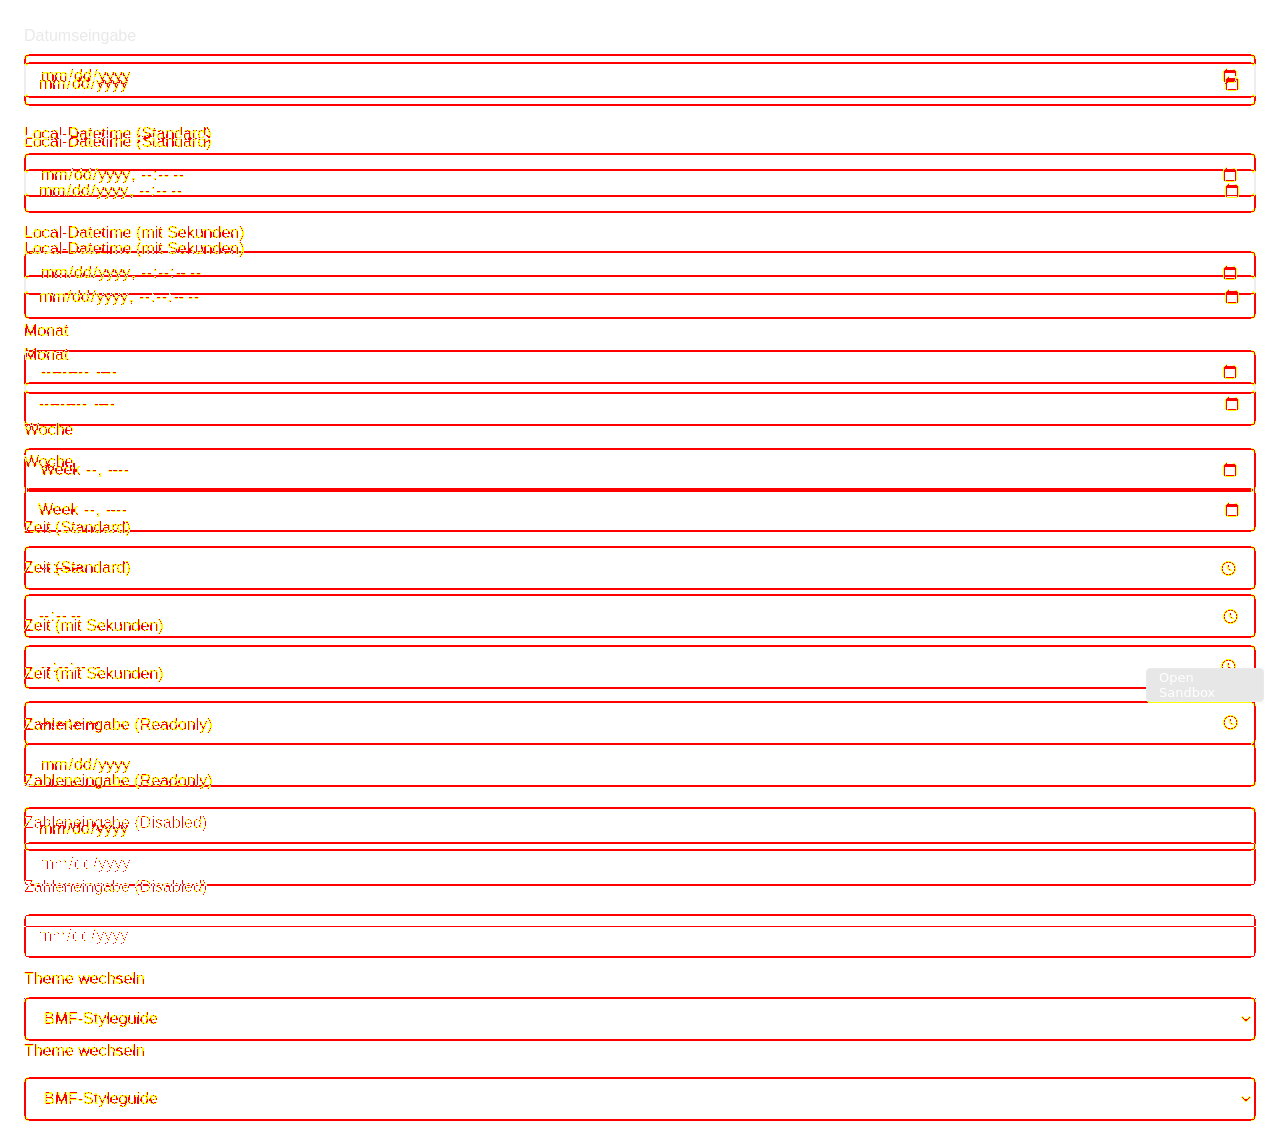 Datumseingabe
mm/dd/yyyy
mm/dd/yyyy
Local-Datetime (Standard)
Local-Datetime (Standard)
mm/dd/yyyy, --:-- --
mm/dd/yyyy, --:-- --
Local-Datetime (mit Sekunden)
Local-Datetime (mit Sekunden)
mm/dd/yyyy, --:--:-- --
mm/dd/yyyy, --:--:-- --
Monat
Monat
--------- ----
--------- ----
Woche
Woche
Week --, ----
Week --, ----
Zeit (Standard)
Zeit (Standard)
--:-- --
Zeit (mit Sekunden)
Zeit (mit Sekunden)
Open
Sandbox
Zahleneingabe (Readonly)
mm/dd/yyyy
Zahleneingabe (Readonly)
Zahleneingabe (Disabled)
mm/dd/yyyy
mm/dd/yyyy
Zahleneingabe (Disabled)
mm/dd/yyyy
Theme wechseln
BMF-Styleguide
Theme wechseln
BMF-Styleguide